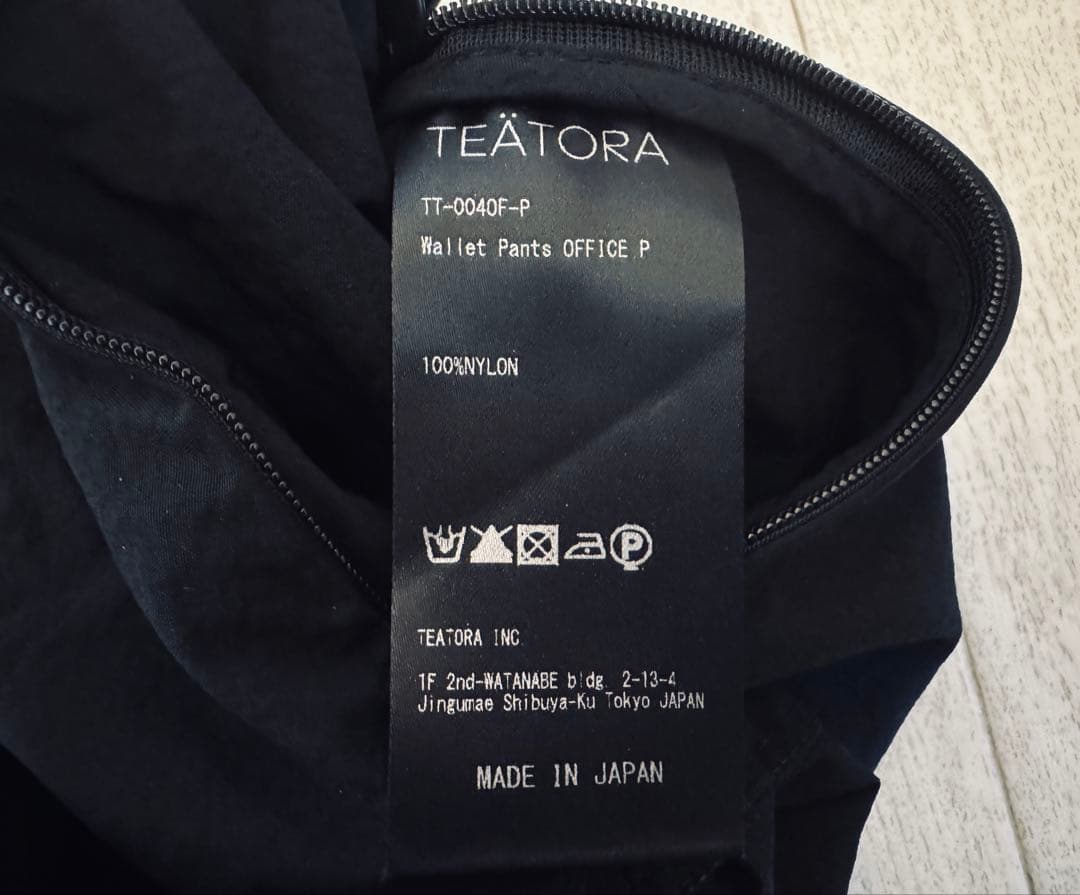 TEÄTORA
TT-0040F-P
Wallet Pants OFFICE P
100%NYLON
P
TEATORA INC
1F 2nd-WATANABE bldg. 2-13-4
Jingumae Shibuya-Ku Tokyo JAPAN
MADE IN JAPAN